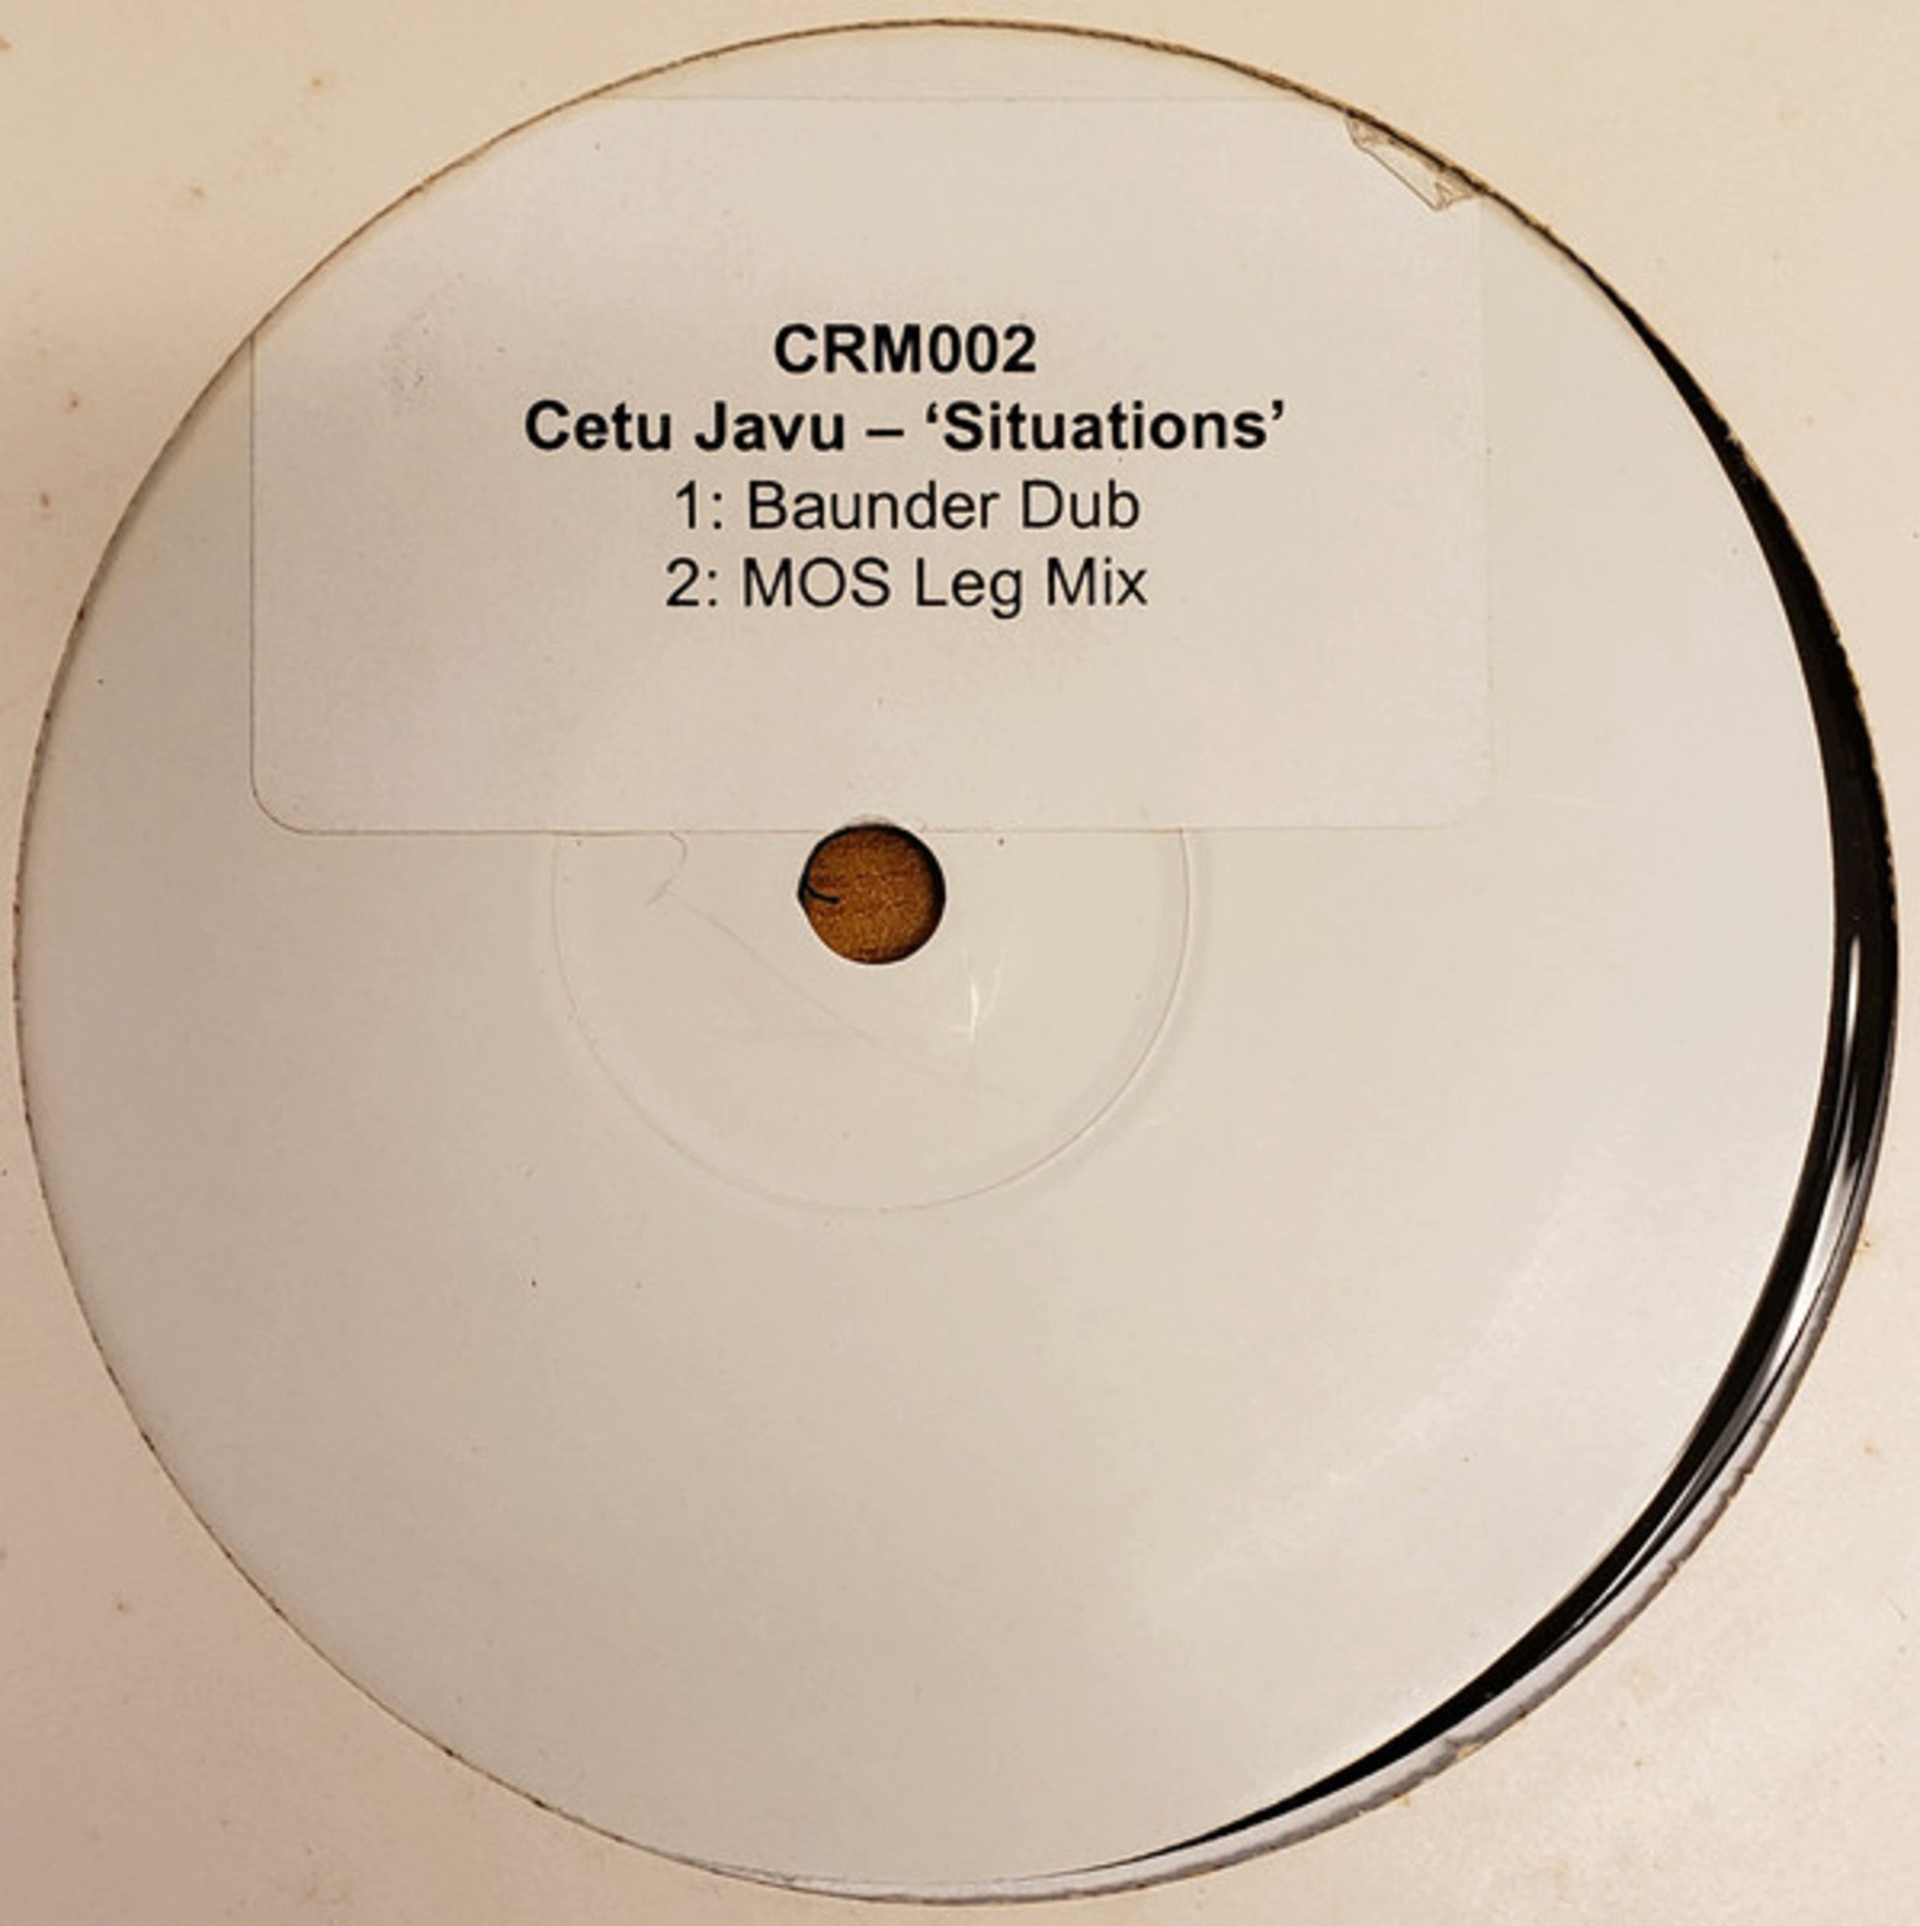 CRM002
Cetu Javu – ‘Situations’
1: Baunder Dub
2: MOS Leg Mix